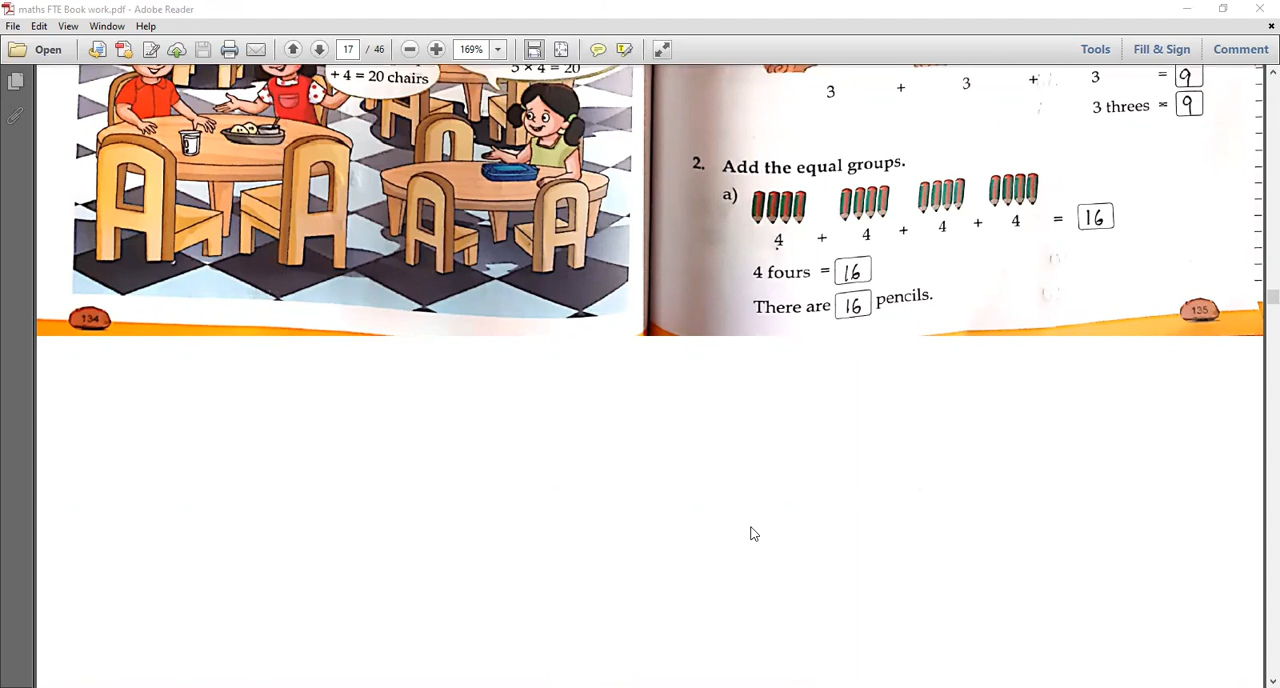 maths FTE Book work.pdf - Adobe Reader
File Edit View Window Help
Open 17 / 46 169% Tools Fill & Sign Comment
+ 4 = 20 chairs
5 × 4 = 20
134
3 + 3 + 3 = 9
3 threes = 9
2. Add the equal groups.
a)
4 + 4 + 4 + 4 = 16
4 fours = 16
There are 16 pencils.
135